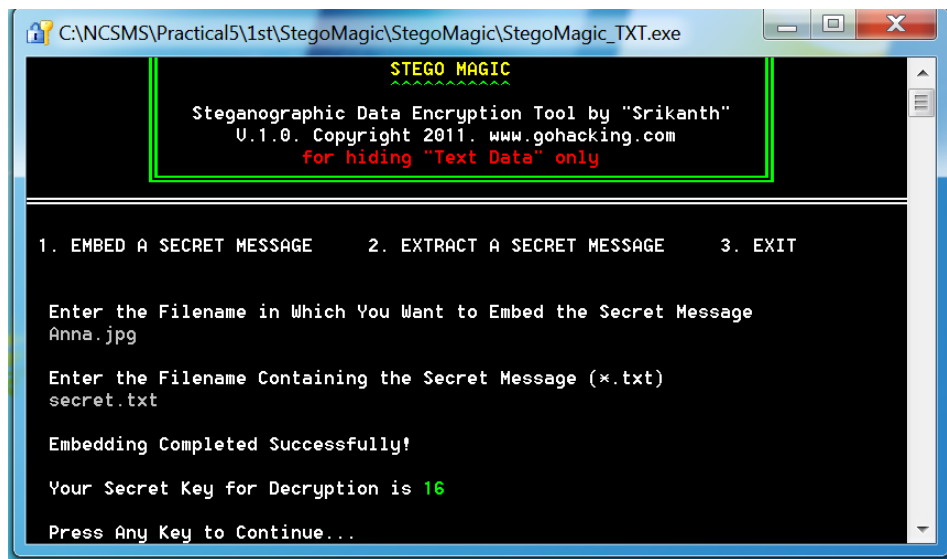 C:\NCSMS\Practical5\1st\StegoMagic\StegoMagic\StegoMagic_TXT.exe
STEGO MAGIC
^^^^^^^^^^^
Steganographic Data Encryption Tool by "Srikanth"
V.1.0. Copyright 2011. www.gohacking.com
for hiding "Text Data" only
1. EMBED A SECRET MESSAGE 2. EXTRACT A SECRET MESSAGE 3. EXIT
Enter the Filename in Which You Want to Embed the Secret Message
Anna.jpg
Enter the Filename Containing the Secret Message (*.txt)
secret.txt
Embedding Completed Successfully!
Your Secret Key for Decryption is 16
Press Any Key to Continue...